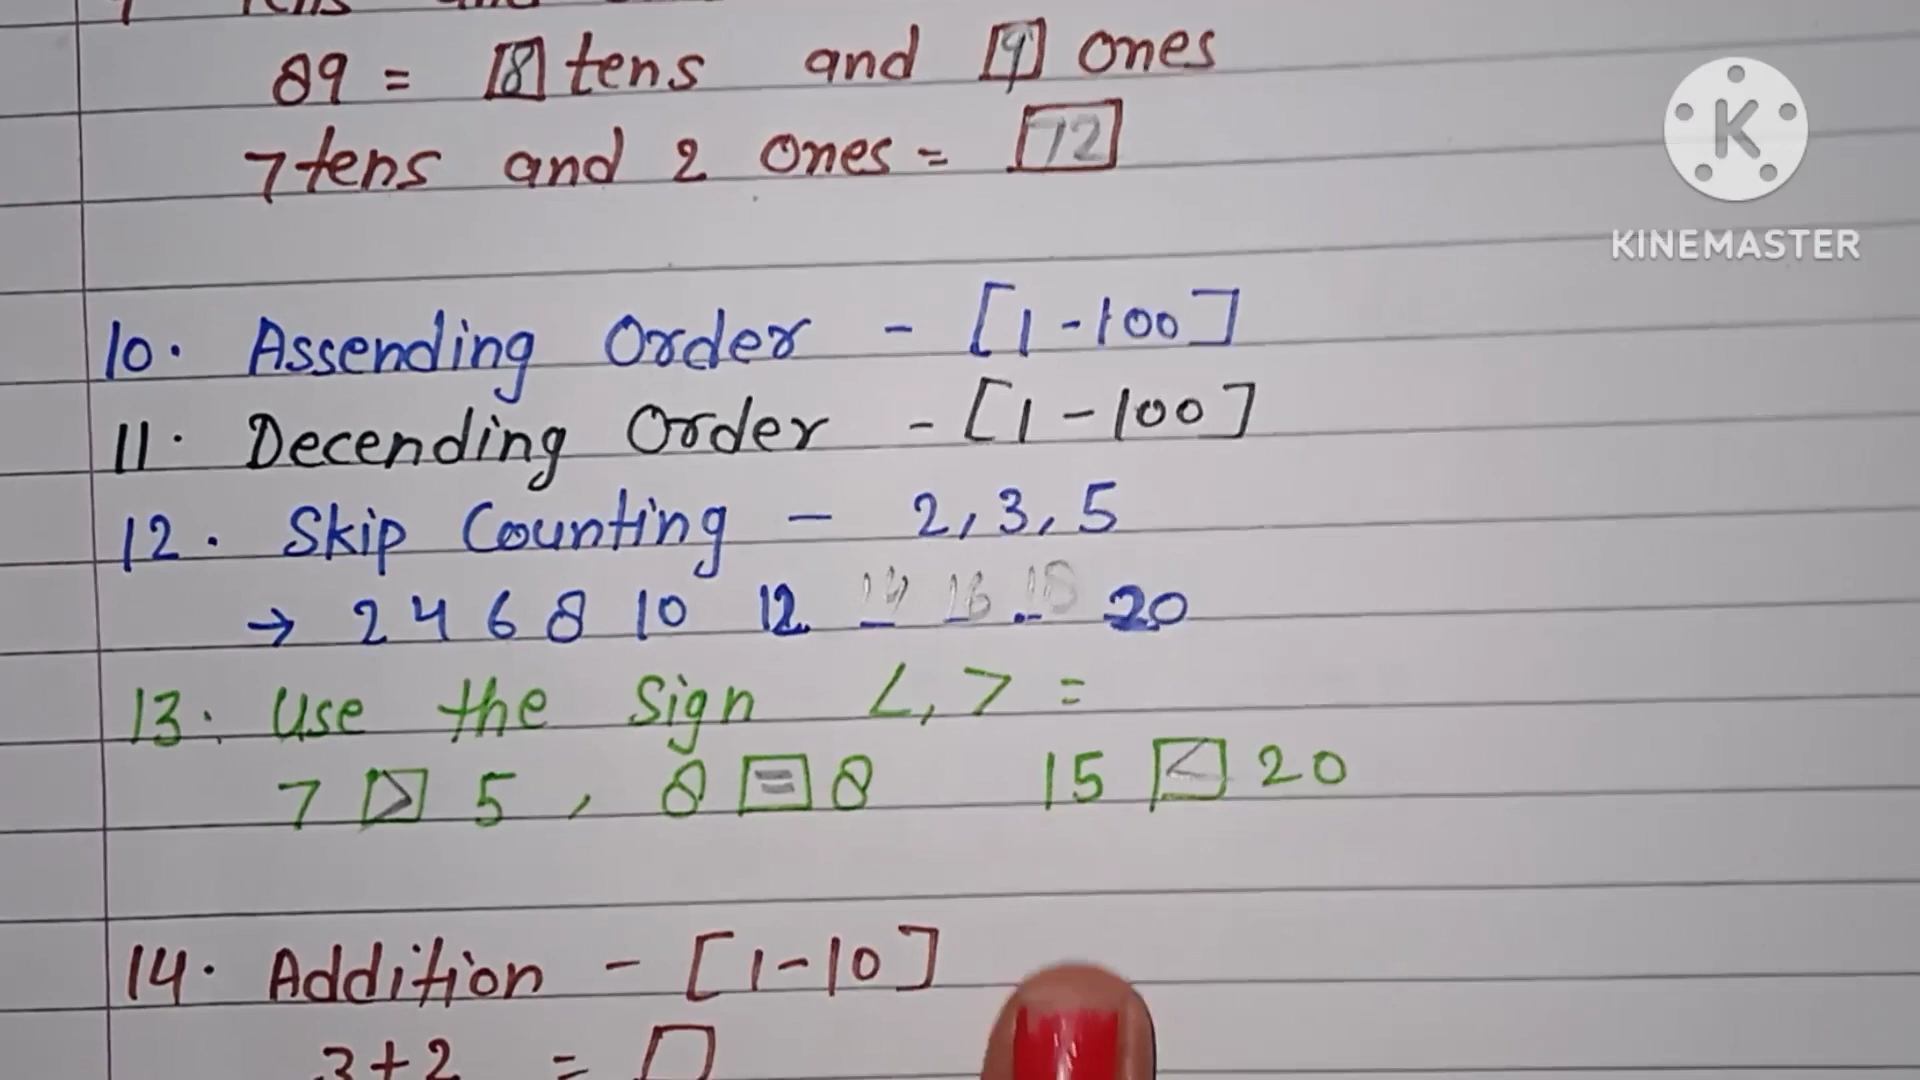 89 = 8 tens and 9 ones
7 tens and 2 ones = 72
K
KINEMASTER
10. Assending Order - [1-100]
11. Decending Order - [1-100]
12. Skip Counting - 2, 3, 5
→ 2 4 6 8 10 12 14 16 18 20
13. Use the Sign <, > =
7 > 5, 8 = 8 15 < 20
14. Addition - [1-10]
3+2 = □